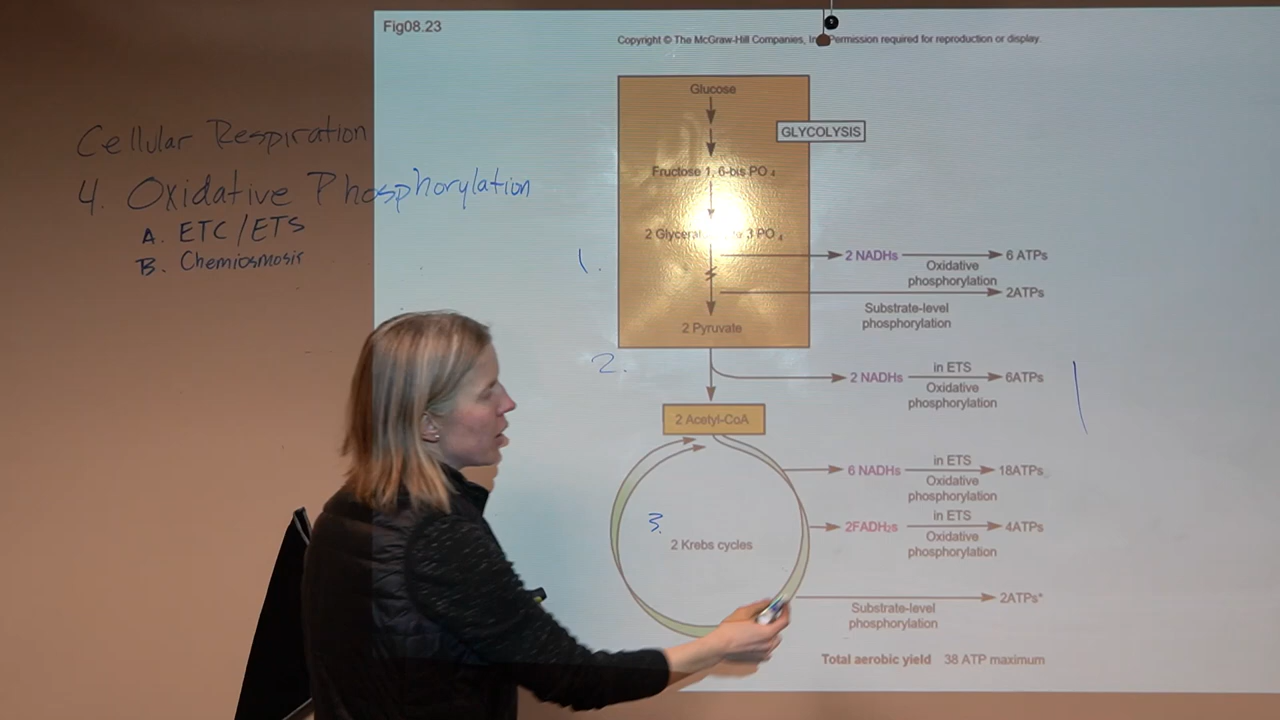 Fig08.23
Copyright © The McGraw-Hill Companies, Permission required for reproduction or display.
Cellular Respiration
4. Oxidative Phosphorylation
A. ETC/ETS
B. Chemiosmosis
Glucose
GLYCOLYSIS
Fructose 1, 6-bis PO 4
2 3 PO 4
1.
2 NADHs
Oxidative
phosphorylation
6 ATPs
Substrate-level
phosphorylation
2ATPs
2 Pyruvate
2.
2 NADHs
in ETS
Oxidative
phosphorylation
6ATPs
2 Acetyl-CoA
6 NADHs
in ETS
Oxidative
phosphorylation
18ATPs
3.
2 Krebs cycles
2FADH2s
in ETS
Oxidative
phosphorylation
4ATPs
Substrate-level
phosphorylation
2ATPs*
Total aerobic yield 38 ATP maximum